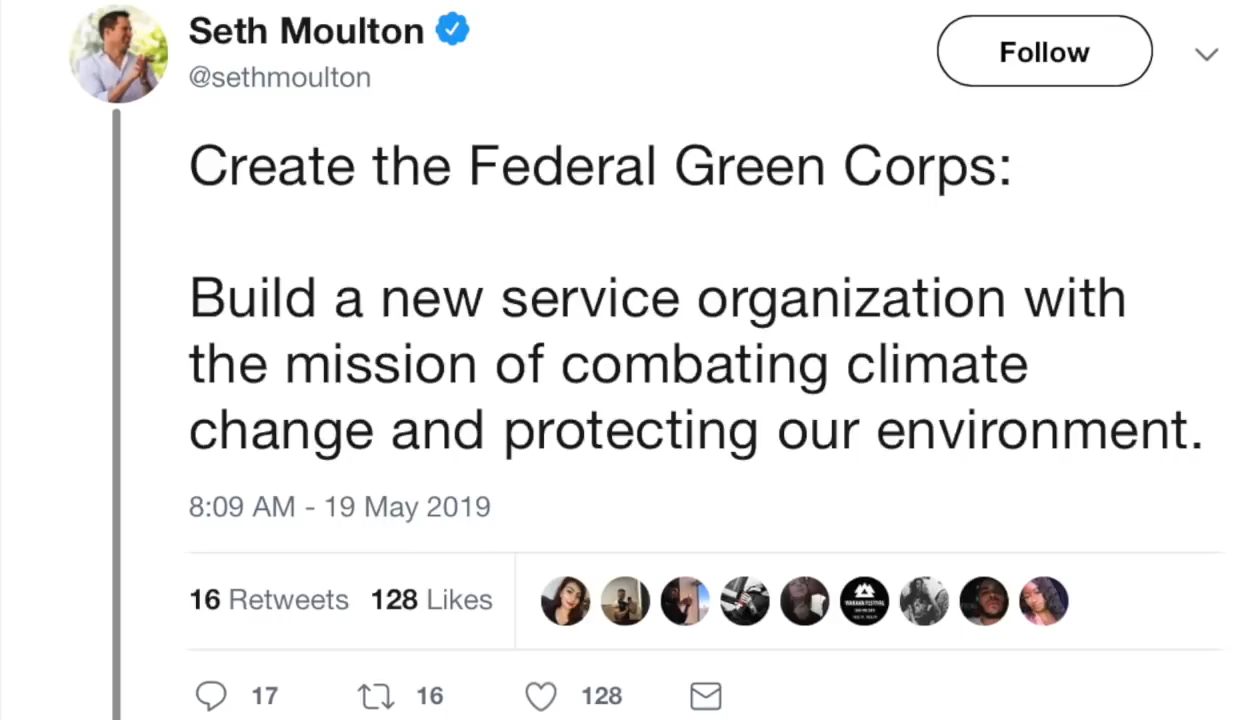 Seth Moulton
@sethmoulton
Follow
Create the Federal Green Corps:
Build a new service organization with
the mission of combating climate
change and protecting our environment.
8:09 AM - 19 May 2019
16 Retweets 128 Likes
17 16 128